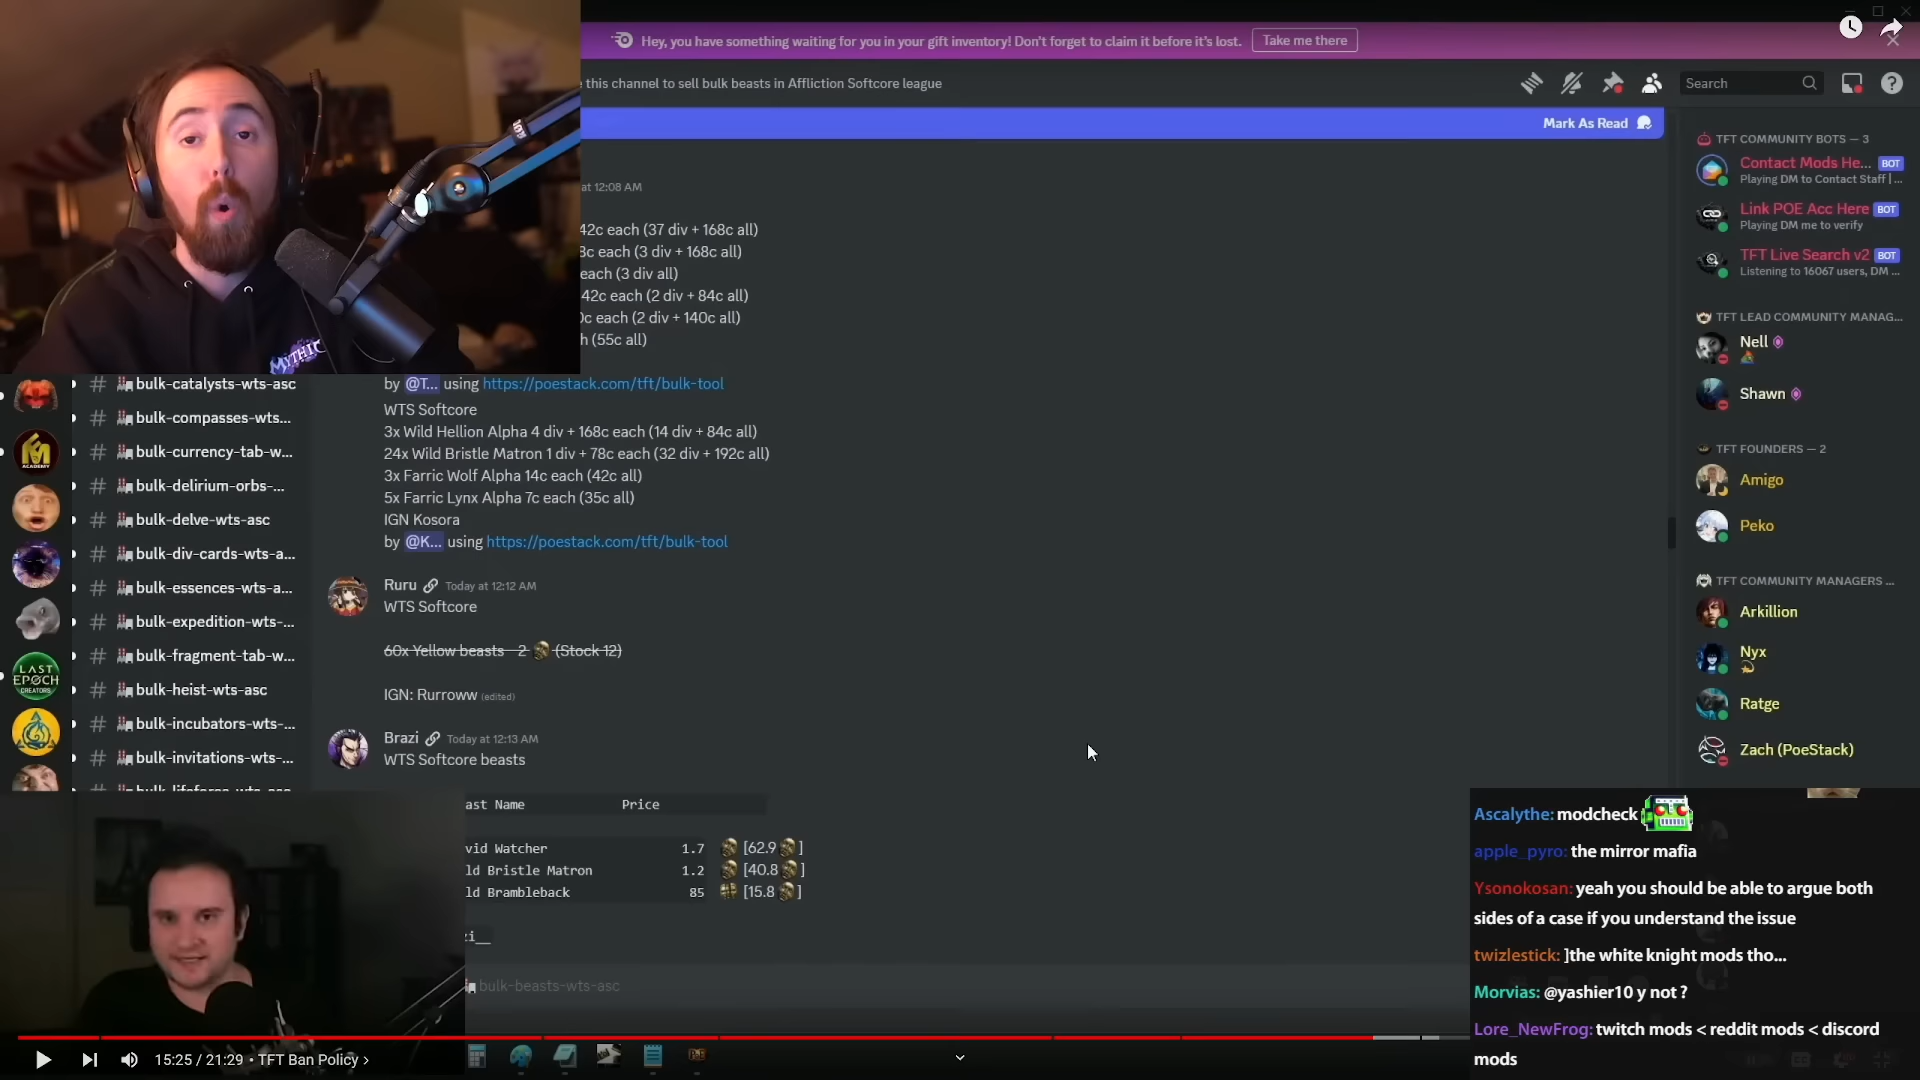 Hey, you have something waiting for you in your gift inventory! Don't forget to claim it before it's lost.
Take me there
this channel to sell bulk beasts in Affliction Softcore league
Search
Mark As Read
at 12:08 AM
42c each (37 div + 168c all)
c each (3 div + 168c all)
each (3 div all)
42c each (2 div + 84c all)
c each (2 div + 140c all)
(55c all)
by @T... using https://poestack.com/tft/bulk-tool
WTS Softcore
3x Wild Hellion Alpha 4 div + 168c each (14 div + 84c all)
24x Wild Bristle Matron 1 div + 78c each (32 div + 192c all)
3x Farric Wolf Alpha 14c each (42c all)
5x Farric Lynx Alpha 7c each (35c all)
IGN Kosora
by @K... using https://poestack.com/tft/bulk-tool
Ruru Today at 12:12 AM
WTS Softcore
60x Yellow beasts 2 (Stock 12)
IGN: Rurroww (edited)
Brazi Today at 12:13 AM
WTS Softcore beasts
ast Name Price
vid Watcher 1.7 [62.9 ]
ld Bristle Matron 1.2 [40.8 ]
ld Brambleback 85 [15.8 ]
zi__
bulk-beasts-wts-asc
# bulk-catalysts-wts-asc
# bulk-compasses-wts...
# bulk-currency-tab-w...
# bulk-delirium-orbs-...
# bulk-delve-wts-asc
# bulk-div-cards-wts-a...
# bulk-essences-wts-a...
# bulk-expedition-wts-...
# bulk-fragment-tab-w...
# bulk-heist-wts-asc
# bulk-incubators-wts-...
# bulk-invitations-wts-...
ACADEMY
LAST
EPOCH
CREATORS
MYTHIC
TFT COMMUNITY BOTS — 3
Contact Mods He... BOT
Playing DM to Contact Staff | ...
Link POE Acc Here BOT
Playing DM me to verify
TFT Live Search v2 BOT
Listening to 16067 users, DM ...
TFT LEAD COMMUNITY MANAG...
Nell
Shawn
TFT FOUNDERS — 2
Amigo
Peko
TFT COMMUNITY MANAGERS ...
Arkillion
Nyx
Ratge
Zach (PoeStack)
Ascalythe: modcheck
apple_pyro: the mirror mafia
Ysonokosan: yeah you should be able to argue both
sides of a case if you understand the issue
twizlestick: ]the white knight mods tho...
Morvias: @yashier10 y not ?
Lore_NewFrog: twitch mods < reddit mods < discord
mods
15:25 / 21:29 • TFT Ban Policy ›